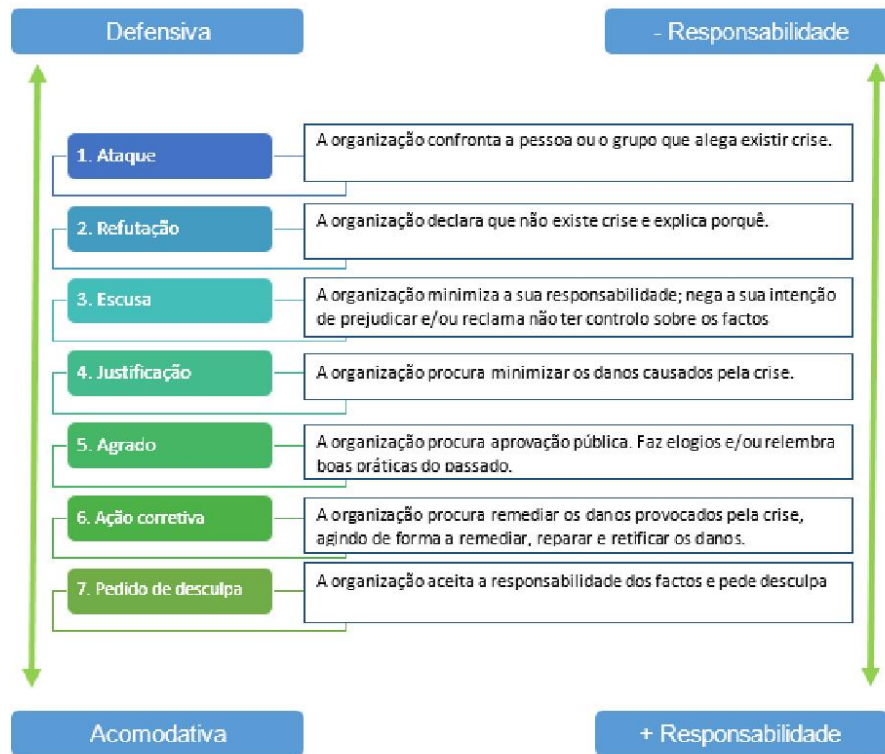 Defensiva
- Responsabilidade
1. Ataque
A organização confronta a pessoa ou o grupo que alega existir crise.
2. Refutação
A organização declara que não existe crise e explica porquê.
3. Escusa
A organização minimiza a sua responsabilidade; nega a sua intenção
de prejudicar e/ou reclama não ter controlo sobre os factos
4. Justificação
A organização procura minimizar os danos causados pela crise.
5. Agrado
A organização procura aprovação pública. Faz elogios e/ou relembra
boas práticas do passado.
6. Ação corretiva
A organização procura remediar os danos provocados pela crise,
agindo de forma a remediar, reparar e retificar os danos.
7. Pedido de desculpa
A organização aceita a responsabilidade dos factos e pede desculpa
Acomodativa
+ Responsabilidade